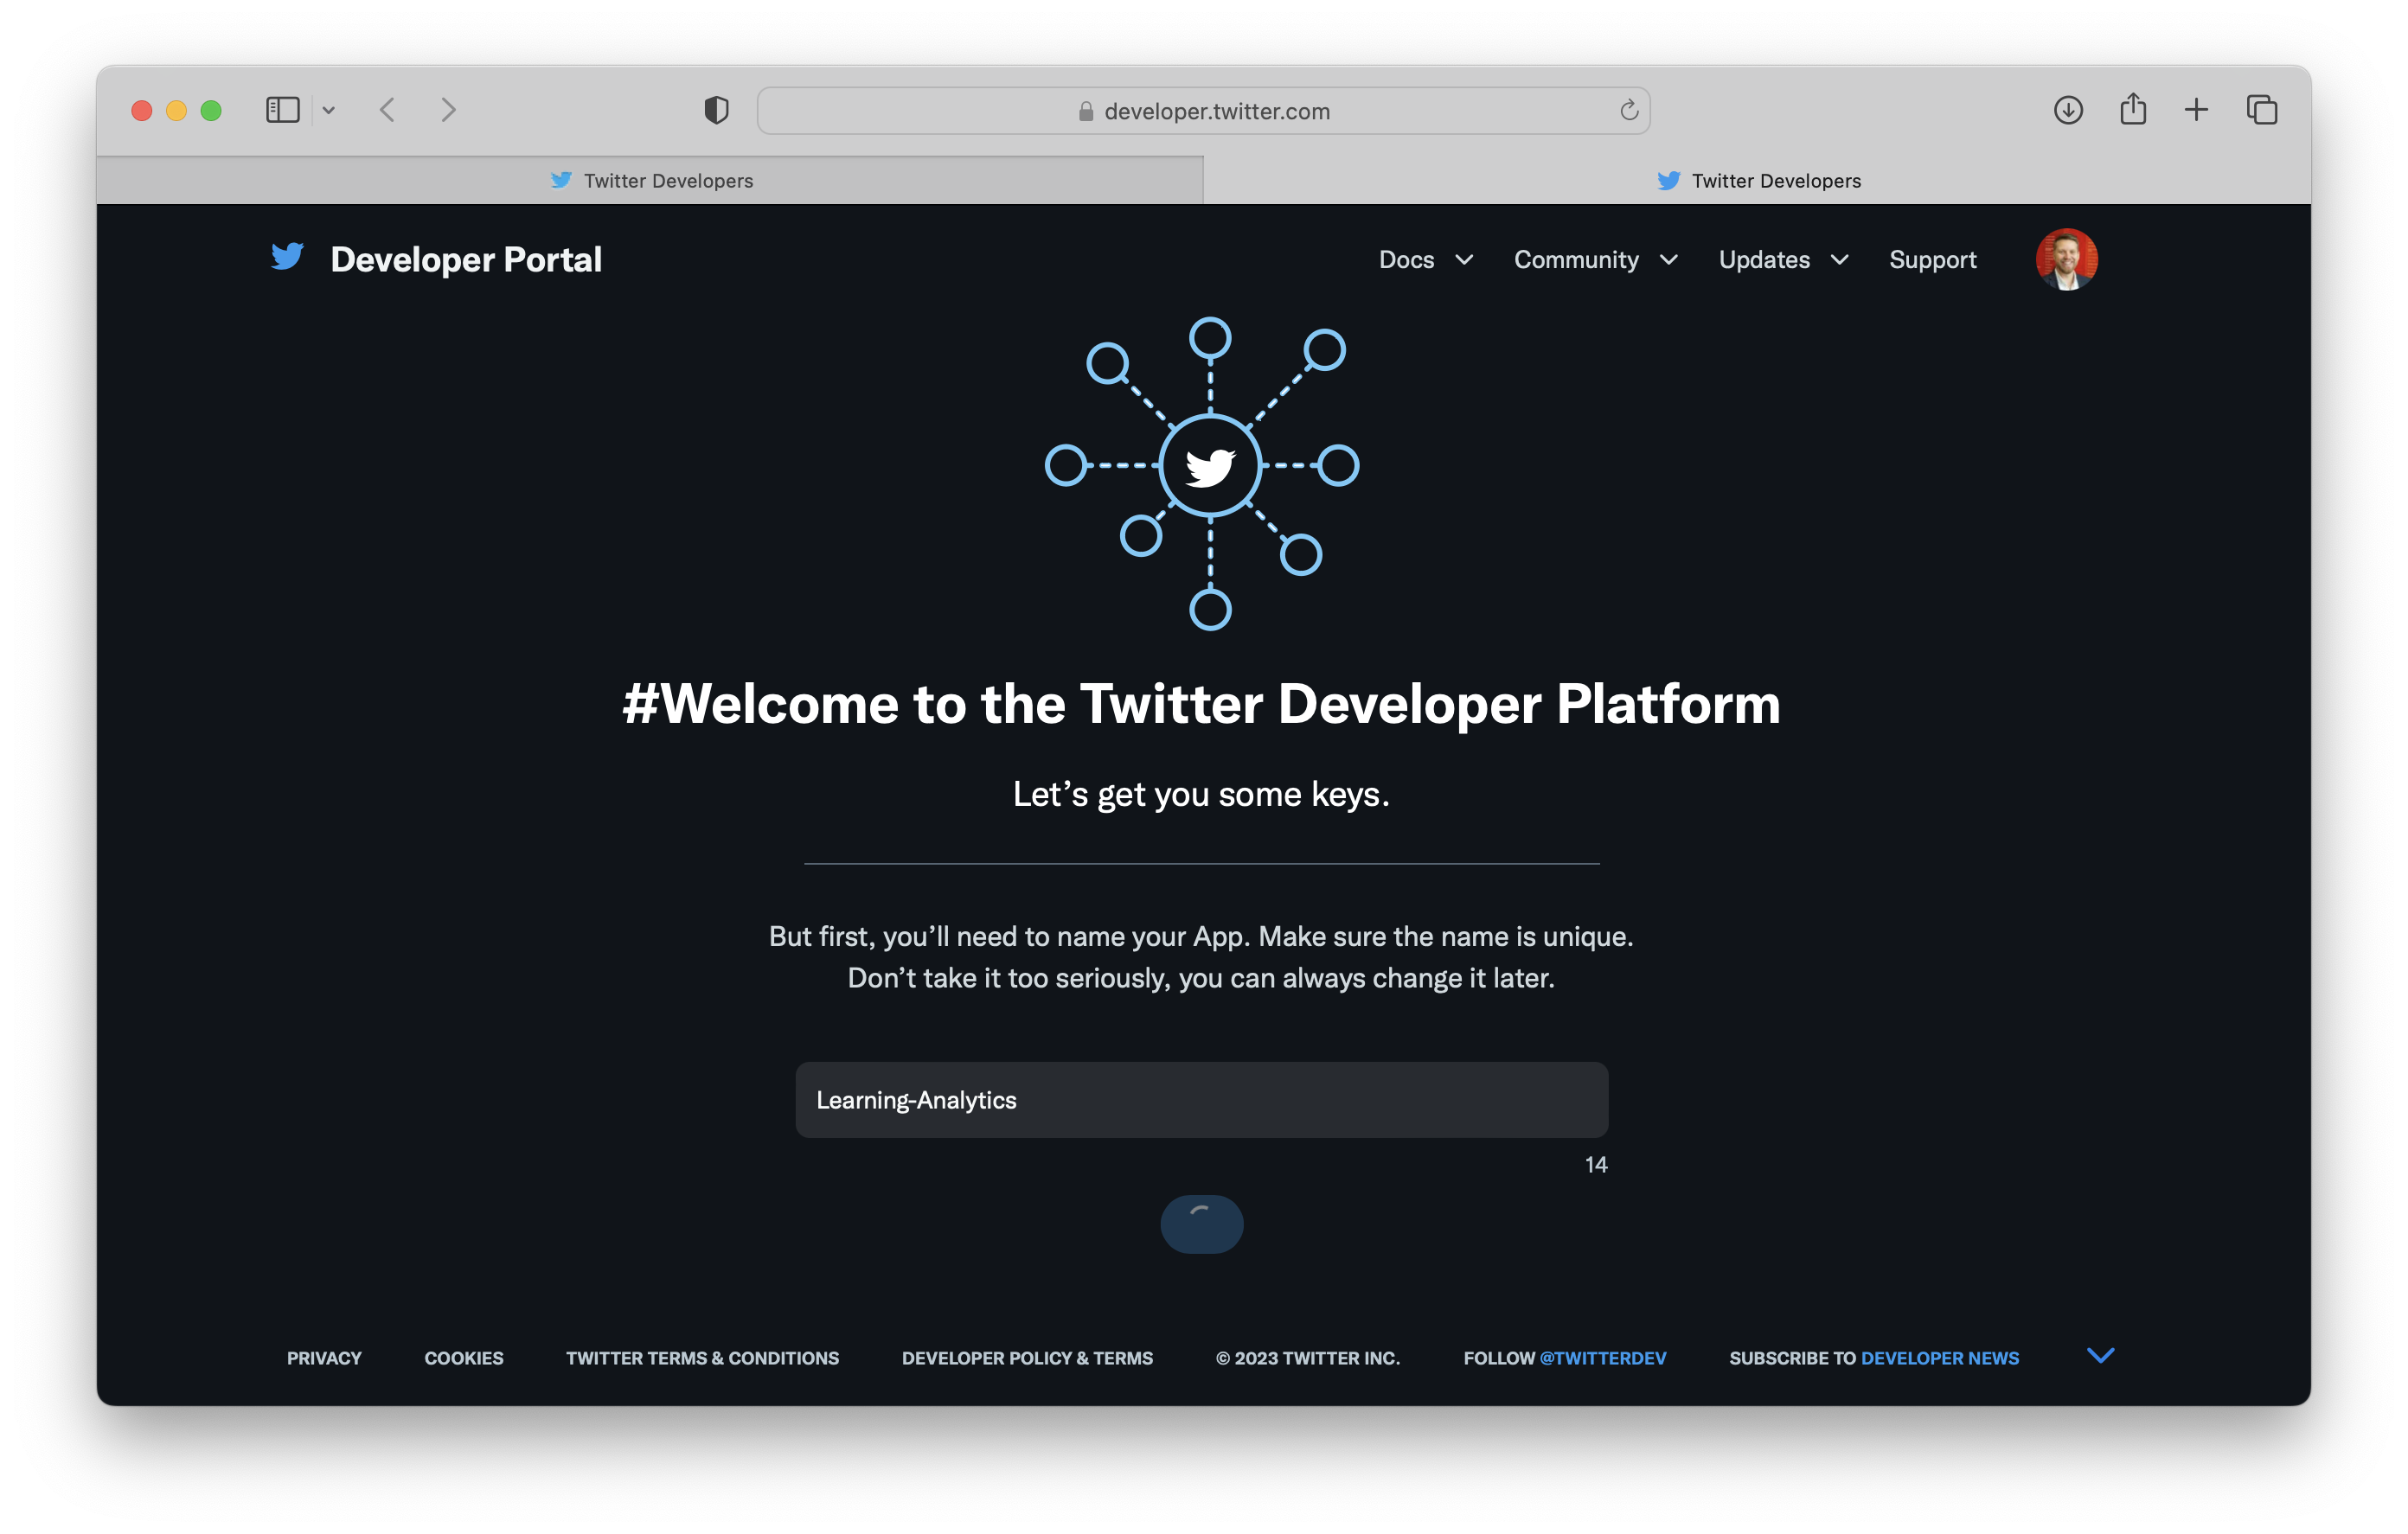 developer.twitter.com
Twitter Developers
Twitter Developers
Developer Portal
Docs
Community
Updates
Support
#Welcome to the Twitter Developer Platform
Let’s get you some keys.
But first, you’ll need to name your App. Make sure the name is unique.
Don’t take it too seriously, you can always change it later.
Learning-Analytics
14
PRIVACY
COOKIES
TWITTER TERMS & CONDITIONS
DEVELOPER POLICY & TERMS
© 2023 TWITTER INC.
FOLLOW @TWITTERDEV
SUBSCRIBE TO DEVELOPER NEWS